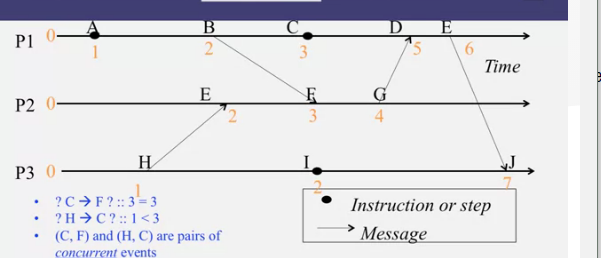 A B C D E
P1 0 1 2 3 5 6
Time
E F G
P2 0 2 3 4
H I J
P3 0 1 2 7
• ? C → F ? :: 3 = 3
• ? H → C ? :: 1 < 3
• (C, F) and (H, C) are pairs of
concurrent events
Instruction or step
Message